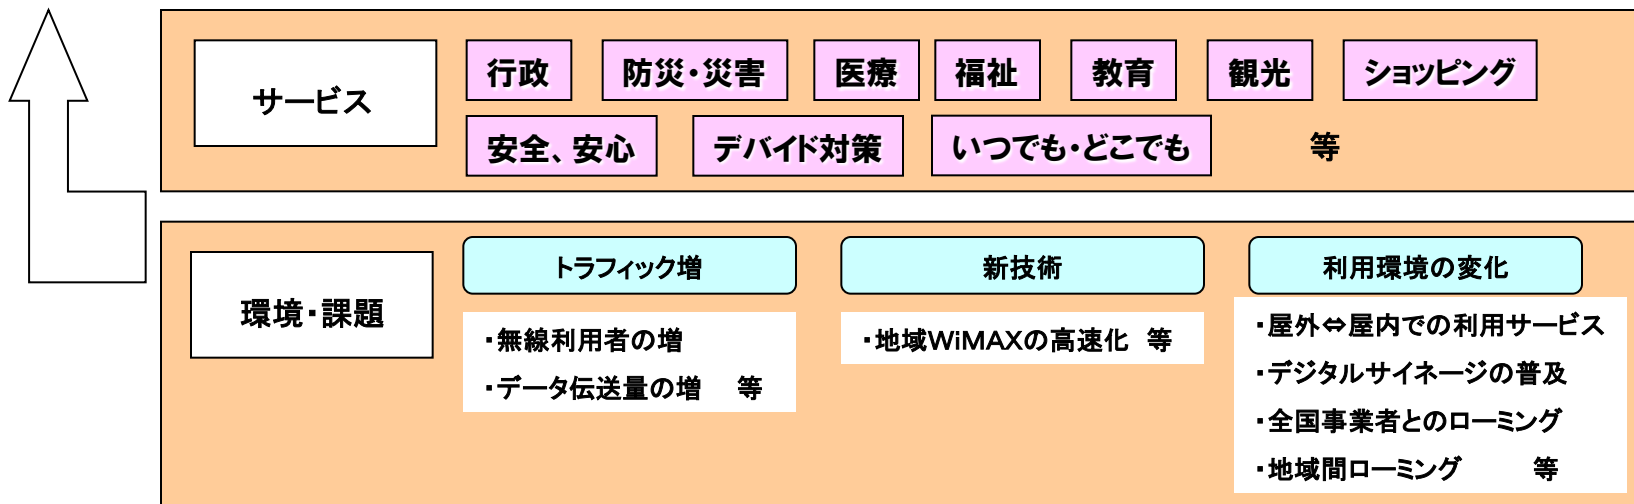 サービス
行政 防災・災害 医療 福祉 教育 観光 ショッピング
安全、安心 デバイド対策 いつでも・どこでも 等
環境・課題
トラフィック増
・無線利用者の増
・データ伝送量の増 等
新技術
・地域WiMAXの高速化 等
利用環境の変化
・屋外⇔屋内での利用サービス
・デジタルサイネージの普及
・全国事業者とのローミング
・地域間ローミング 等